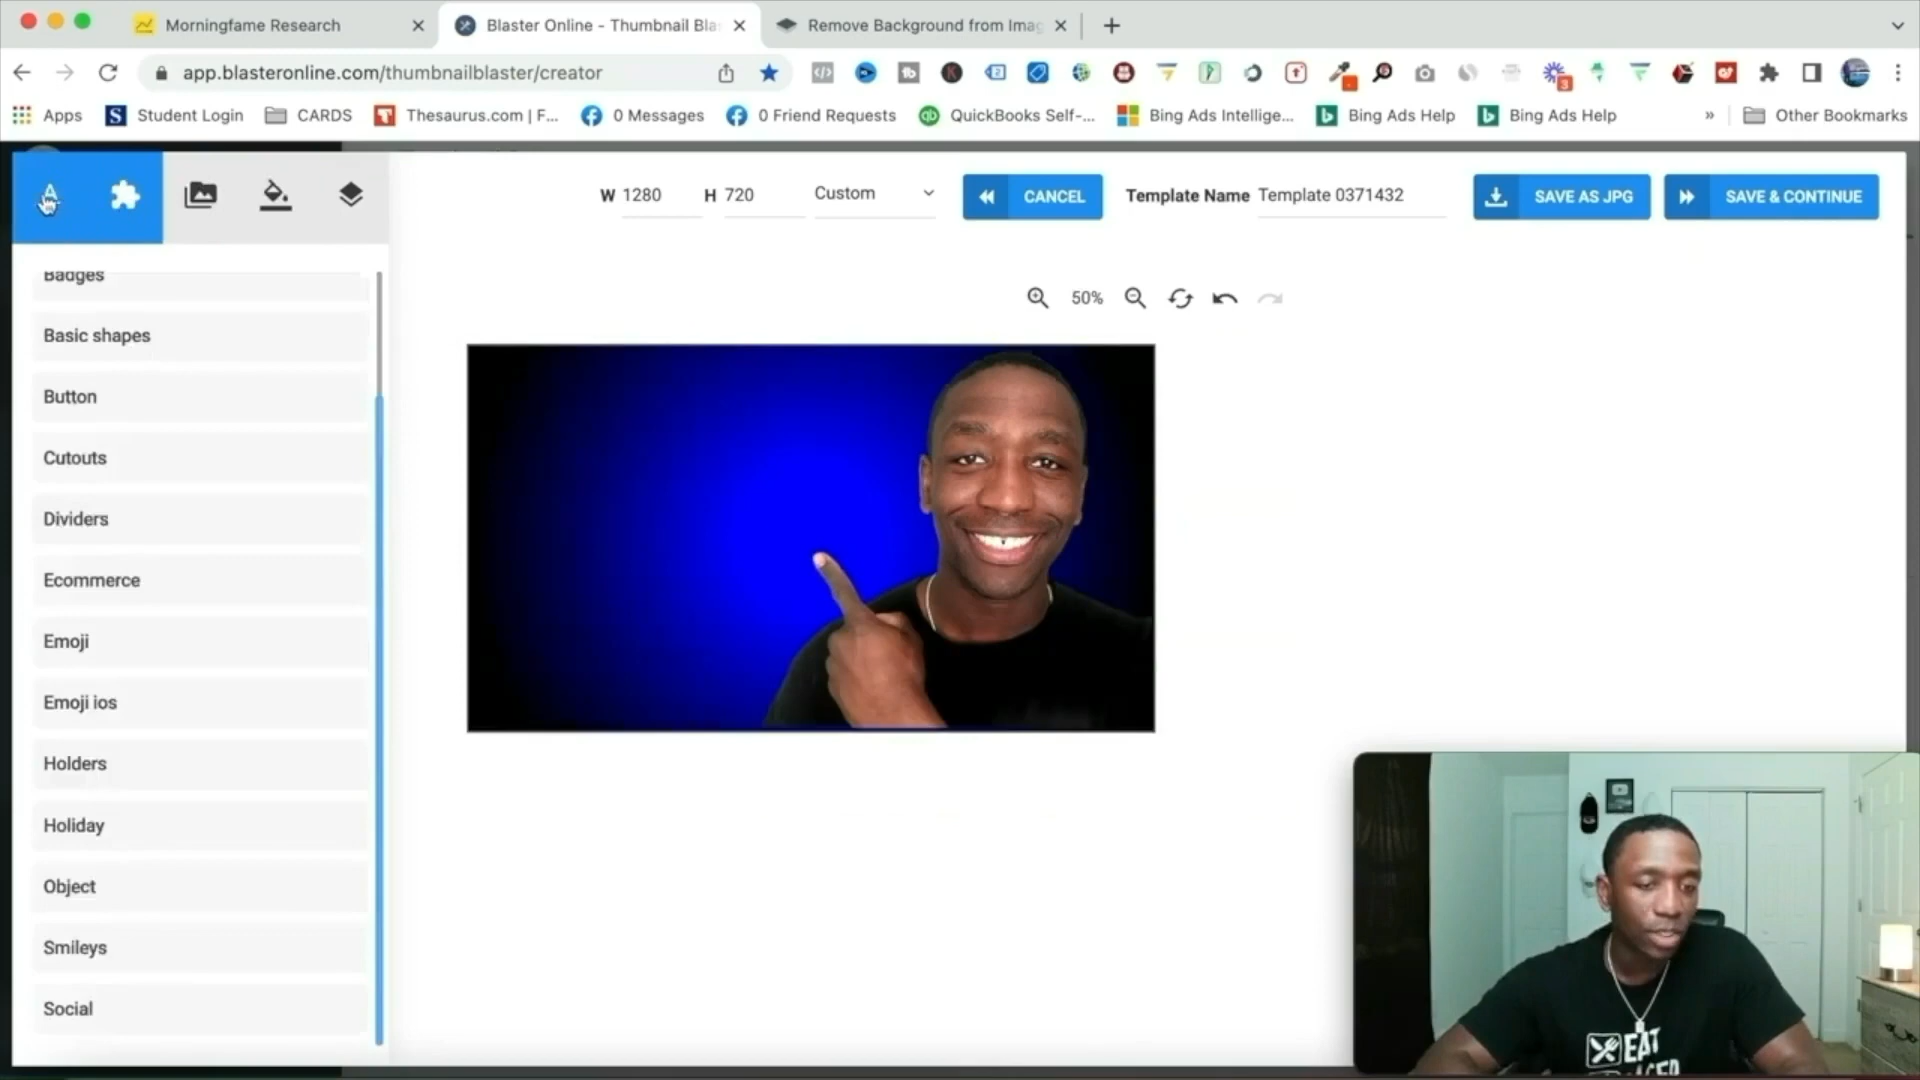 Morningfame Research
Blaster Online - Thumbnail Blas
Remove Background from Imag
app.blasteronline.com/thumbnailblaster/creator
3
Apps
Student Login
CARDS
Thesaurus.com | F...
0 Messages
0 Friend Requests
QuickBooks Self-...
Bing Ads Intellige...
Bing Ads Help
Bing Ads Help
»
Other Bookmarks
W 1280
H 720
Custom
CANCEL
Template Name Template 0371432
SAVE AS JPG
SAVE & CONTINUE
50%
Badges
Basic shapes
Button
Cutouts
Dividers
Ecommerce
Emoji
Emoji ios
Holders
Holiday
Object
Smileys
Social
EAT